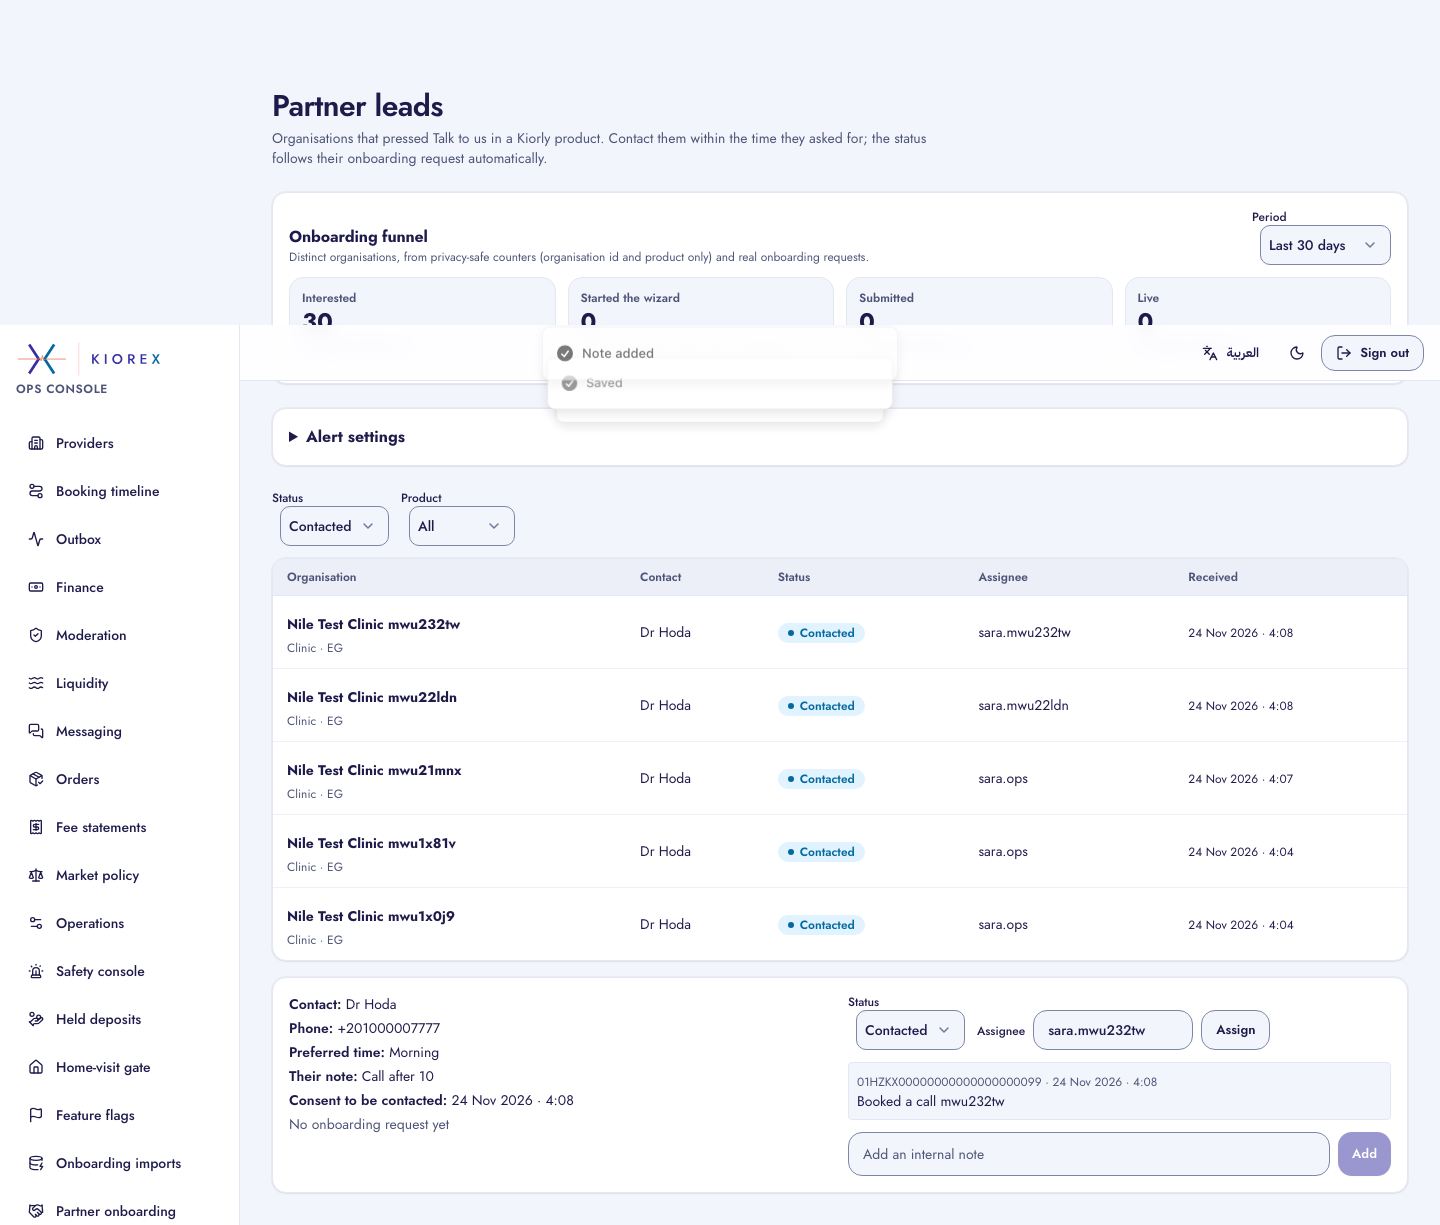 Partner leads
Organisations that pressed Talk to us in a Kiorly product. Contact them within the time they asked for; the status
follows their onboarding request automatically.
Onboarding funnel
Distinct organisations, from privacy-safe counters (organisation id and product only) and real onboarding requests.
Period
Last 30 days
Interested
30
Started the wizard
0
Submitted
0
Live
0
KIOREX
OPS CONSOLE
العربية
Sign out
Note added
Saved
Providers
Booking timeline
Outbox
Finance
Moderation
Liquidity
Messaging
Orders
Fee statements
Market policy
Operations
Safety console
Held deposits
Home-visit gate
Feature flags
Onboarding imports
Partner onboarding
Alert settings
Status
Contacted
Product
All
Organisation Contact Status Assignee Received
Nile Test Clinic mwu232tw
Clinic · EG
Dr Hoda Contacted sara.mwu232tw 24 Nov 2026 · 4:08
Nile Test Clinic mwu22ldn
Clinic · EG
Dr Hoda Contacted sara.mwu22ldn 24 Nov 2026 · 4:08
Nile Test Clinic mwu21mnx
Clinic · EG
Dr Hoda Contacted sara.ops 24 Nov 2026 · 4:07
Nile Test Clinic mwu1x81v
Clinic · EG
Dr Hoda Contacted sara.ops 24 Nov 2026 · 4:04
Nile Test Clinic mwu1x0j9
Clinic · EG
Dr Hoda Contacted sara.ops 24 Nov 2026 · 4:04
Contact: Dr Hoda
Phone: +201000007777
Preferred time: Morning
Their note: Call after 10
Consent to be contacted: 24 Nov 2026 · 4:08
No onboarding request yet
Status
Contacted
Assignee
sara.mwu232tw
Assign
01HZKX00000000000000000099 · 24 Nov 2026 · 4:08
Booked a call mwu232tw
Add an internal note
Add